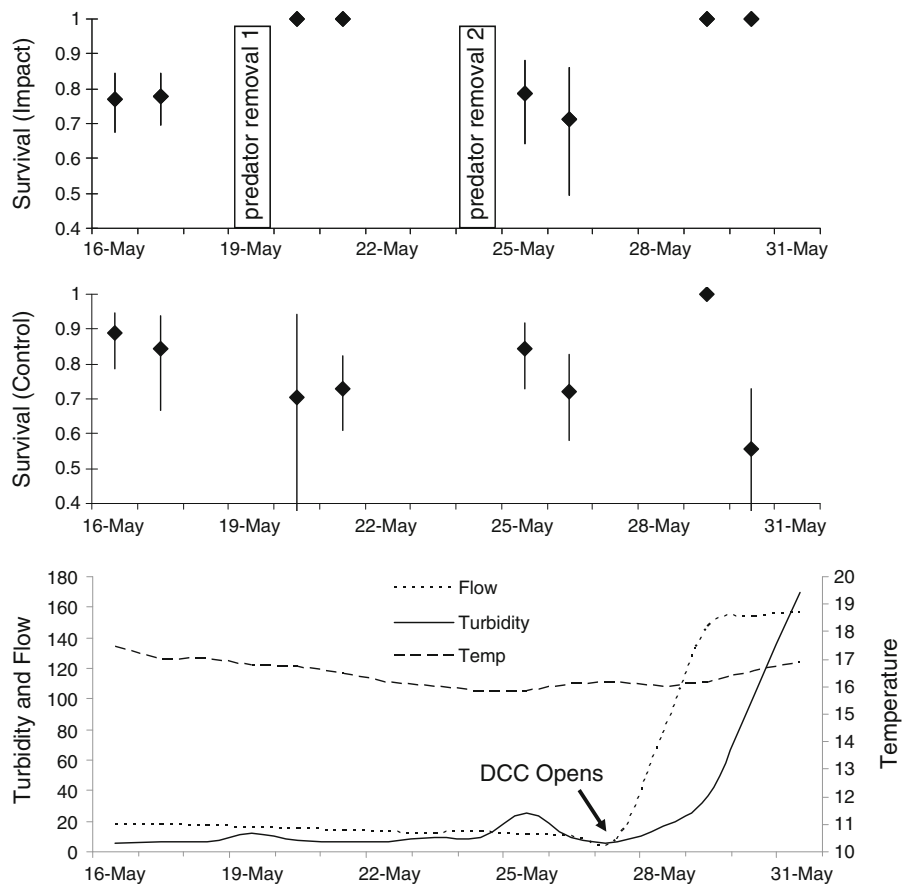 Survival (Impact)
1
0.9
0.8
0.7
0.6
0.5
0.4
predator removal 1
predator removal 2
16-May 19-May 22-May 25-May 28-May 31-May
Survival (Control)
1
0.9
0.8
0.7
0.6
0.5
0.4
16-May 19-May 22-May 25-May 28-May 31-May
Turbidity and Flow
180
160
140
120
100
80
60
40
20
0
Flow
Turbidity
Temp
DCC Opens
20
19
18
17
16
15
14
13
12
11
10
Temperature
16-May 19-May 22-May 25-May 28-May 31-May